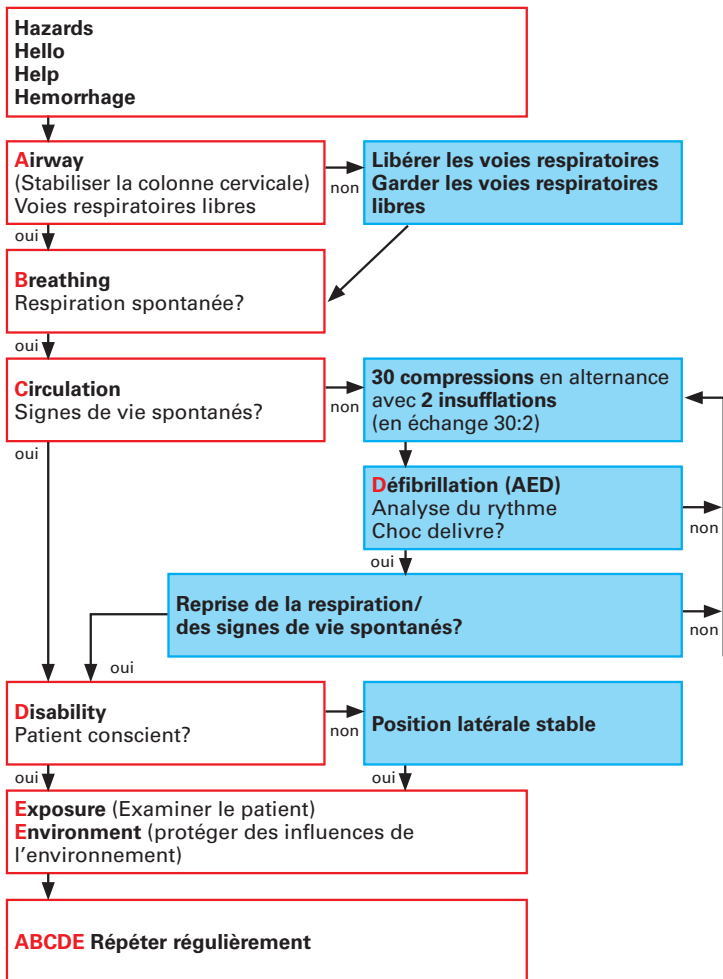 Hazards
Hello
Help
Hemorrhage
Airway
(Stabiliser la colonne cervicale)
Voies respiratoires libres
non
Libérer les voies respiratoires
Garder les voies respiratoires
libres
oui
Breathing
Respiration spontanée?
oui
Circulation
Signes de vie spontanés?
non
30 compressions en alternance
avec 2 insufflations
(en échange 30:2)
oui
Défibrillation (AED)
Analyse du rythme
Choc delivre?
non
oui
Reprise de la respiration/
des signes de vie spontanés?
non
oui
Disability
Patient conscient?
non
Position latérale stable
oui
oui
Exposure (Examiner le patient)
Environment (protéger des influences de
l'environnement)
ABCDE Répéter régulièrement